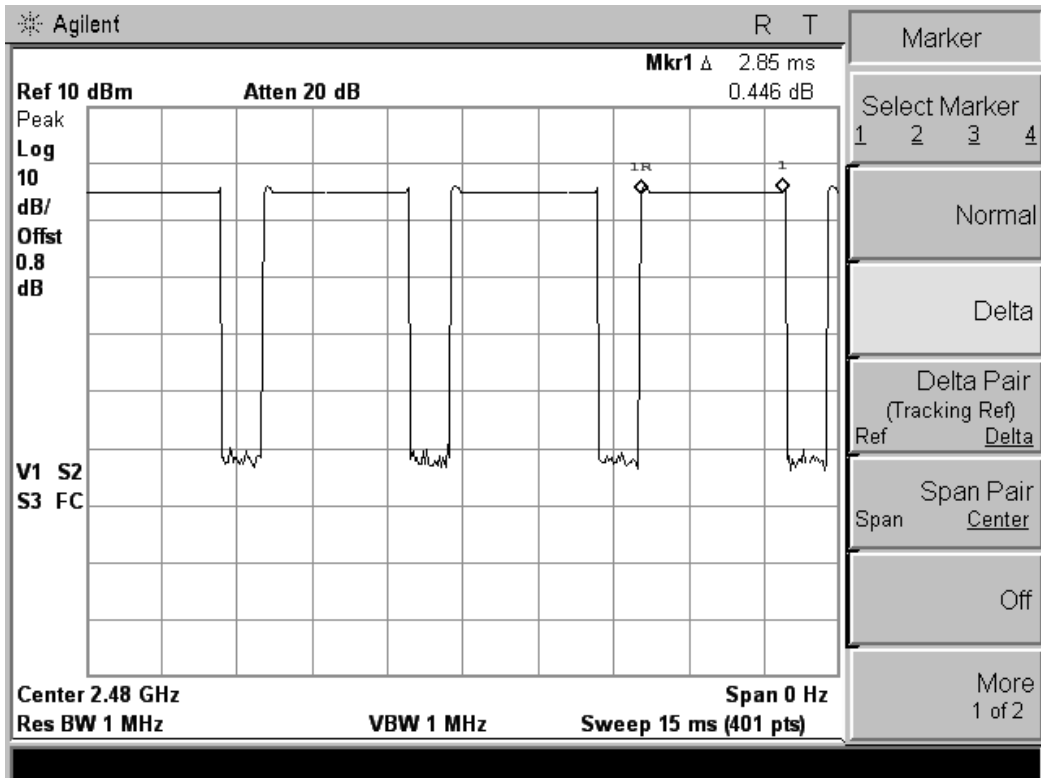 Agilent
R T
Mkr1 Δ 2.85 ms
Ref 10 dBm Atten 20 dB 0.446 dB
Peak
Log
10
dB/
Offst
0.8
dB
V1 S2
S3 FC
1R
1
Center 2.48 GHz Span 0 Hz
Res BW 1 MHz VBW 1 MHz Sweep 15 ms (401 pts)
Marker
Select Marker
1 2 3 4
Normal
Delta
Delta Pair
(Tracking Ref)
Ref Delta
Span Pair
Span Center
Off
More
1 of 2